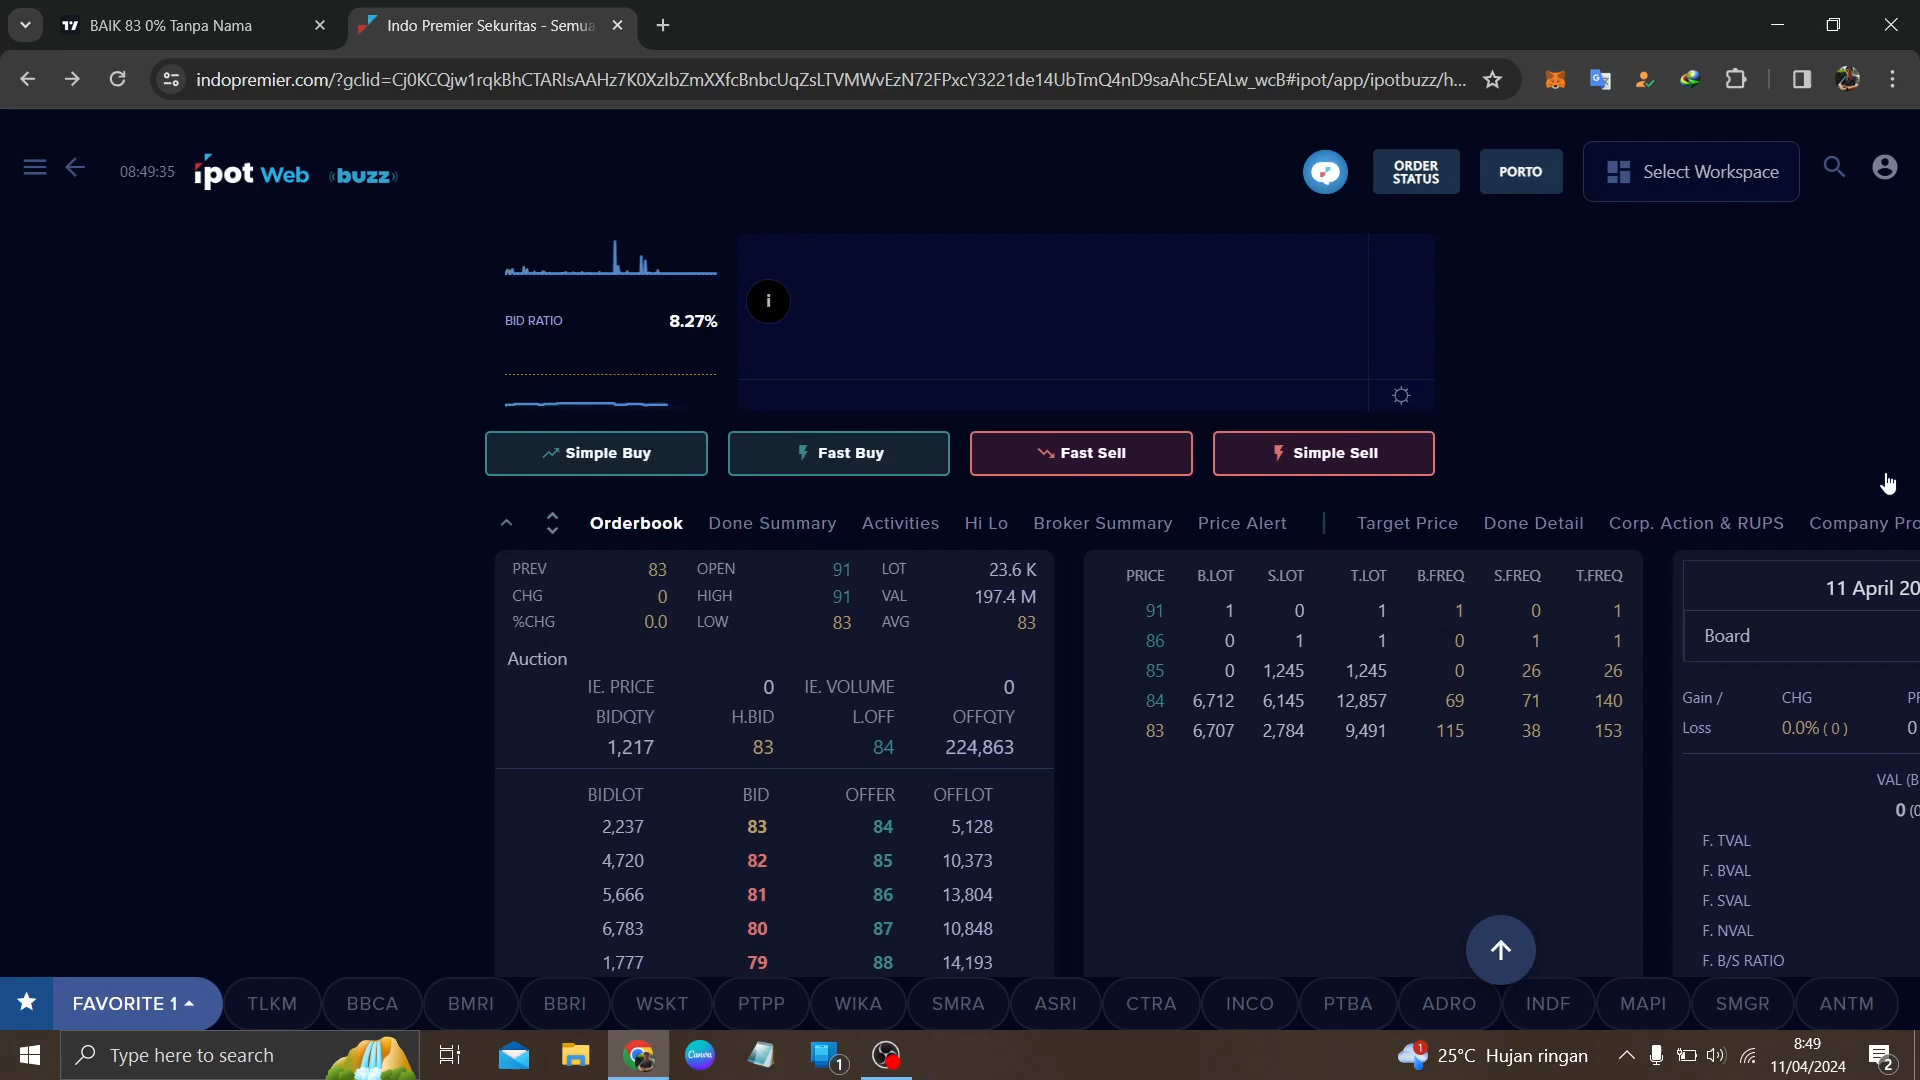 BAIK 83 0% Tanpa Nama
Indo Premier Sekuritas - Semua
indopremier.com/?gclid=Cj0KCQjw1rqkBhCTARIsAAHz7K0XzIbZmXXfcBnbcUqZsLTVMWvEzN72FPxcY3221de14UbTmQ4nD9saAhc5EALw_wcB#ipot/app/ipotbuzz/h...
08:49:35 ipot Web buzz
ORDER STATUS
PORTO
Select Workspace
BID RATIO 8.27%
i
Simple Buy Fast Buy Fast Sell Simple Sell
Orderbook Done Summary Activities Hi Lo Broker Summary Price Alert Target Price Done Detail Corp. Action & RUPS Company Pro
PREV 83 OPEN 91 LOT 23.6 K
CHG 0 HIGH 91 VAL 197.4 M
%CHG 0.0 LOW 83 AVG 83
Auction
IE. PRICE 0 IE. VOLUME 0
BIDQTY H.BID L.OFF OFFQTY
1,217 83 84 224,863
BIDLOT BID OFFER OFFLOT
2,237 83 84 5,128
4,720 82 85 10,373
5,666 81 86 13,804
6,783 80 87 10,848
1,777 79 88 14,193
PRICE B.LOT S.LOT T.LOT B.FREQ S.FREQ T.FREQ
91 1 0 1 1 0 1
86 0 1 1 0 1 1
85 0 1,245 1,245 0 26 26
84 6,712 6,145 12,857 69 71 140
83 6,707 2,784 9,491 115 38 153
11 April 20
Board
Gain / CHG
Loss 0.0% ( 0 ) 0
VAL (B
0 (0
F. TVAL
F. BVAL
F. SVAL
F. NVAL
F. B/S RATIO
FAVORITE 1 TLKM BBCA BMRI BBRI WSKT PTPP WIKA SMRA ASRI CTRA INCO PTBA ADRO INDF MAPI SMGR ANTM
Type here to search
Canva
1
1
25°C Hujan ringan
8:49
11/04/2024
2